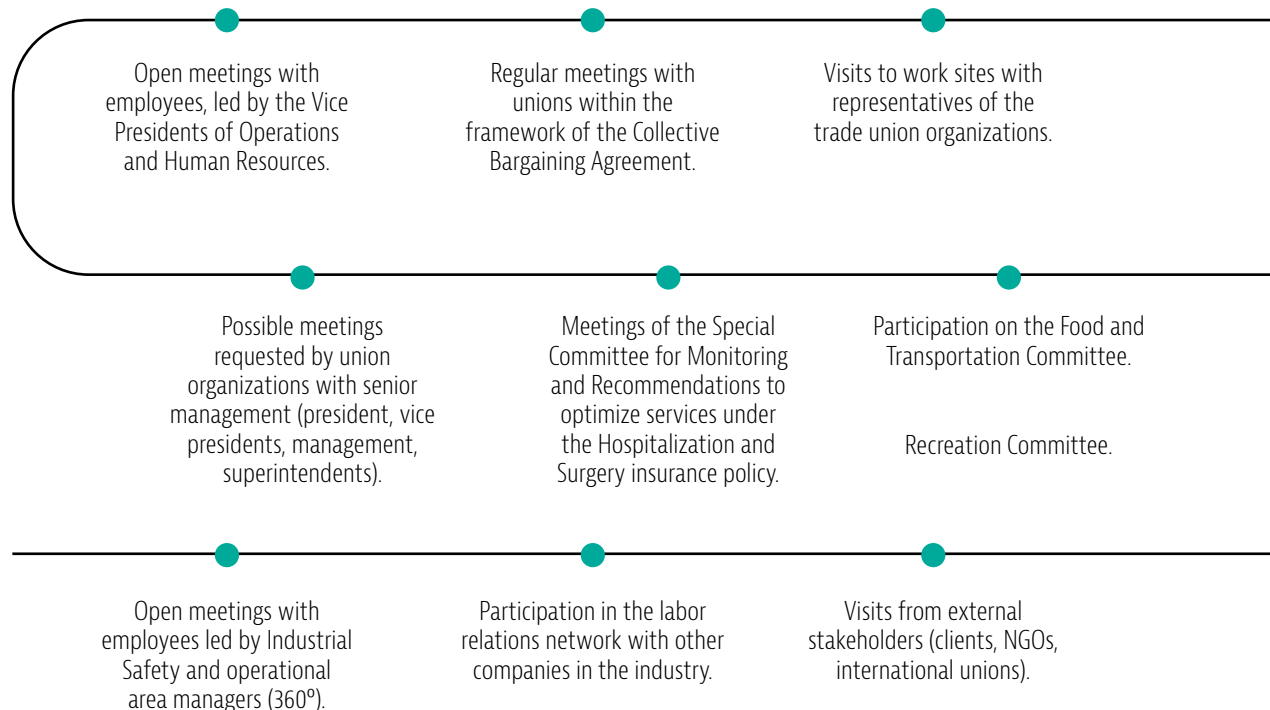 Open meetings with
employees, led by the Vice
Presidents of Operations
and Human Resources.
Regular meetings with
unions within the
framework of the Collective
Bargaining Agreement.
Visits to work sites with
representatives of the
trade union organizations.
Possible meetings
requested by union
organizations with senior
management (president, vice
presidents, management,
superintendents).
Meetings of the Special
Committee for Monitoring
and Recommendations to
optimize services under
the Hospitalization and
Surgery insurance policy.
Participation on the Food and
Transportation Committee.
Recreation Committee.
Open meetings with
employees led by Industrial
Safety and operational
area managers (360º).
Participation in the labor
relations network with other
companies in the industry.
Visits from external
stakeholders (clients, NGOs,
international unions).